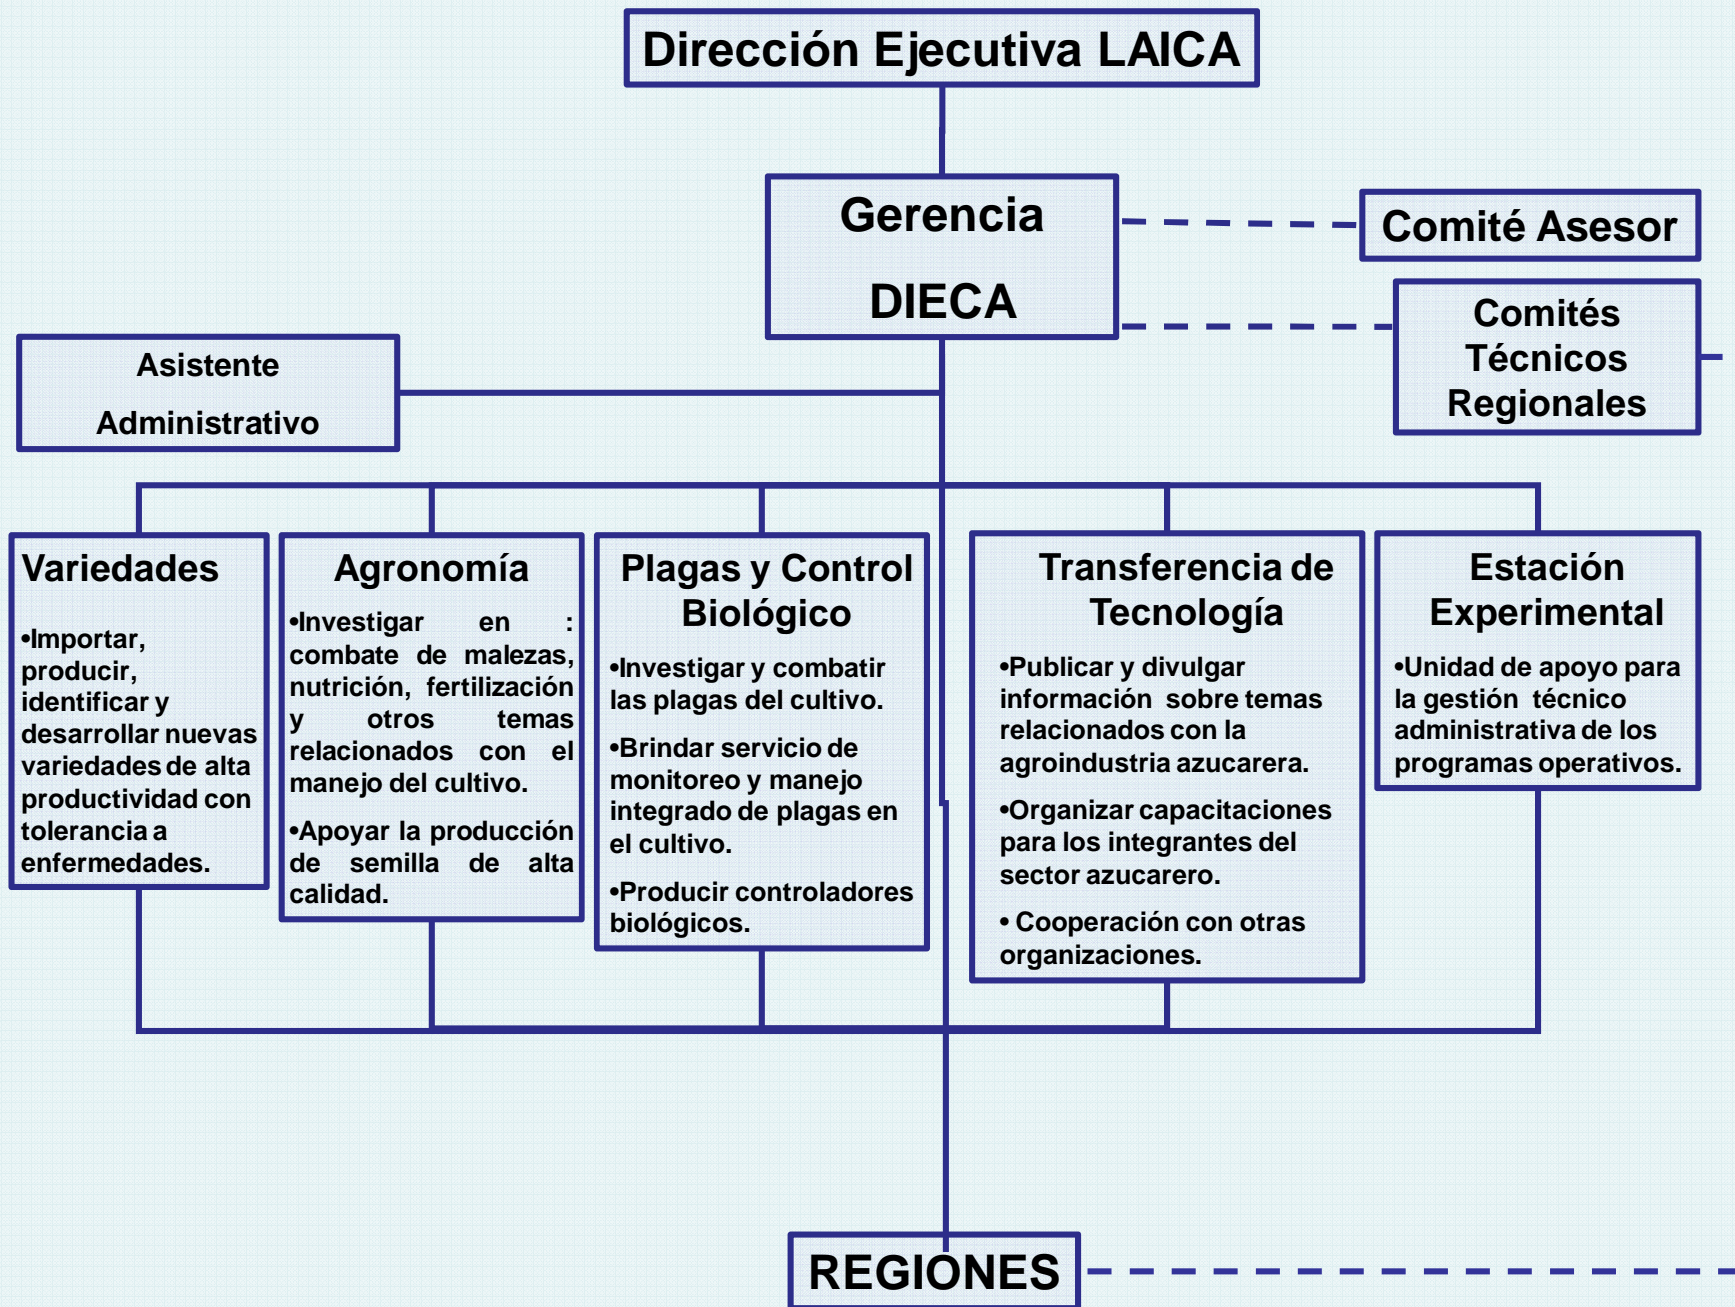 Dirección Ejecutiva LAICA
Gerencia
DIECA
Comité Asesor
Comités
Técnicos
Regionales
Asistente
Administrativo
Variedades
•Importar,
producir,
identificar y
desarrollar nuevas
variedades de alta
productividad con
tolerancia a
enfermedades.
Agronomía
•Investigar en :
combate de malezas,
nutrición, fertilización
y otros temas
relacionados con el
manejo del cultivo.
•Apoyar la producción
de semilla de alta
calidad.
Plagas y Control
Biológico
•Investigar y combatir
las plagas del cultivo.
•Brindar servicio de
monitoreo y manejo
integrado de plagas en
el cultivo.
•Producir controladores
biológicos.
Transferencia de
Tecnología
•Publicar y divulgar
información sobre temas
relacionados con la
agroindustria azucarera.
•Organizar capacitaciones
para los integrantes del
sector azucarero.
• Cooperación con otras
organizaciones.
Estación
Experimental
•Unidad de apoyo para
la gestión técnico
administrativa de los
programas operativos.
REGIONES